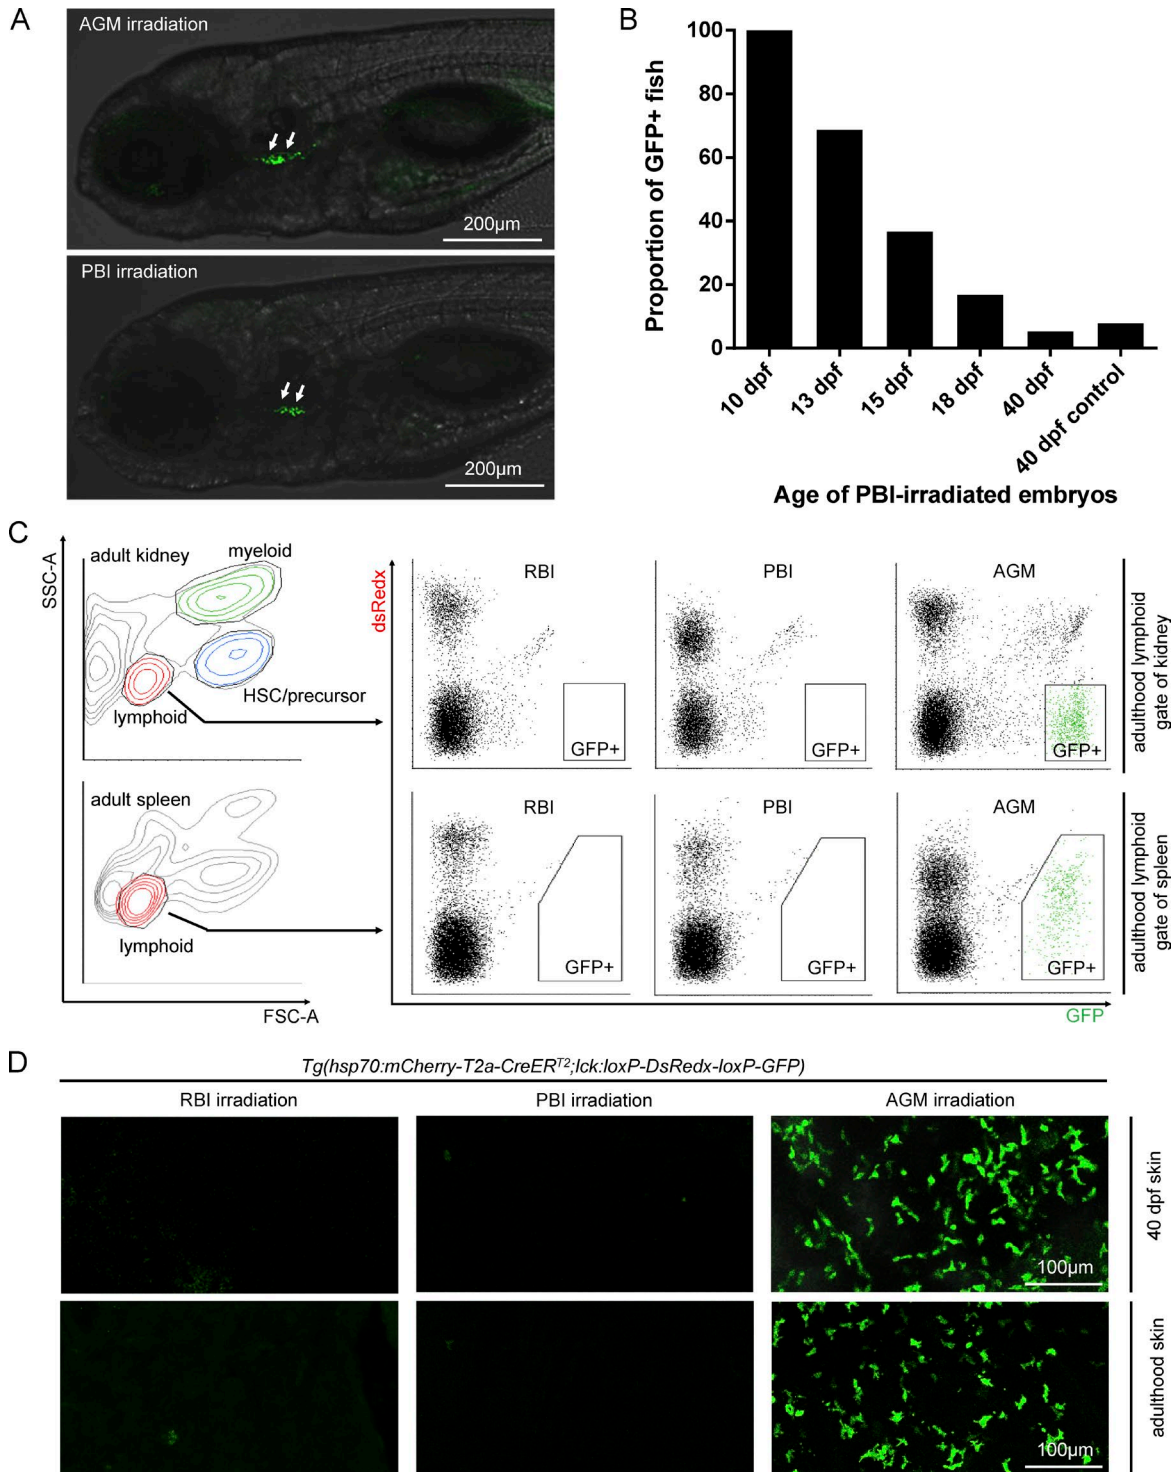 A
AGM irradiation
200μm
PBI irradiation
200μm
B
Proportion of GFP+ fish
100
80
60
40
20
0
10 dpf
13 dpf
15 dpf
18 dpf
40 dpf
40 dpf control
Age of PBI-irradiated embryos
C
SSC-A
adult kidney
myeloid
HSC/precursor
lymphoid
adult spleen
lymphoid
FSC-A
dsRedx
RBI
GFP+
PBI
GFP+
AGM
GFP+
adulthood lymphoid
gate of kidney
RBI
GFP+
PBI
GFP+
AGM
GFP+
adulthood lymphoid
gate of spleen
GFP
D
Tg(hsp70:mCherry-T2a-CreERT2;lck:loxP-DsRedx-loxP-GFP)
RBI irradiation
PBI irradiation
AGM irradiation
100μm
40 dpf skin
100μm
adulthood skin